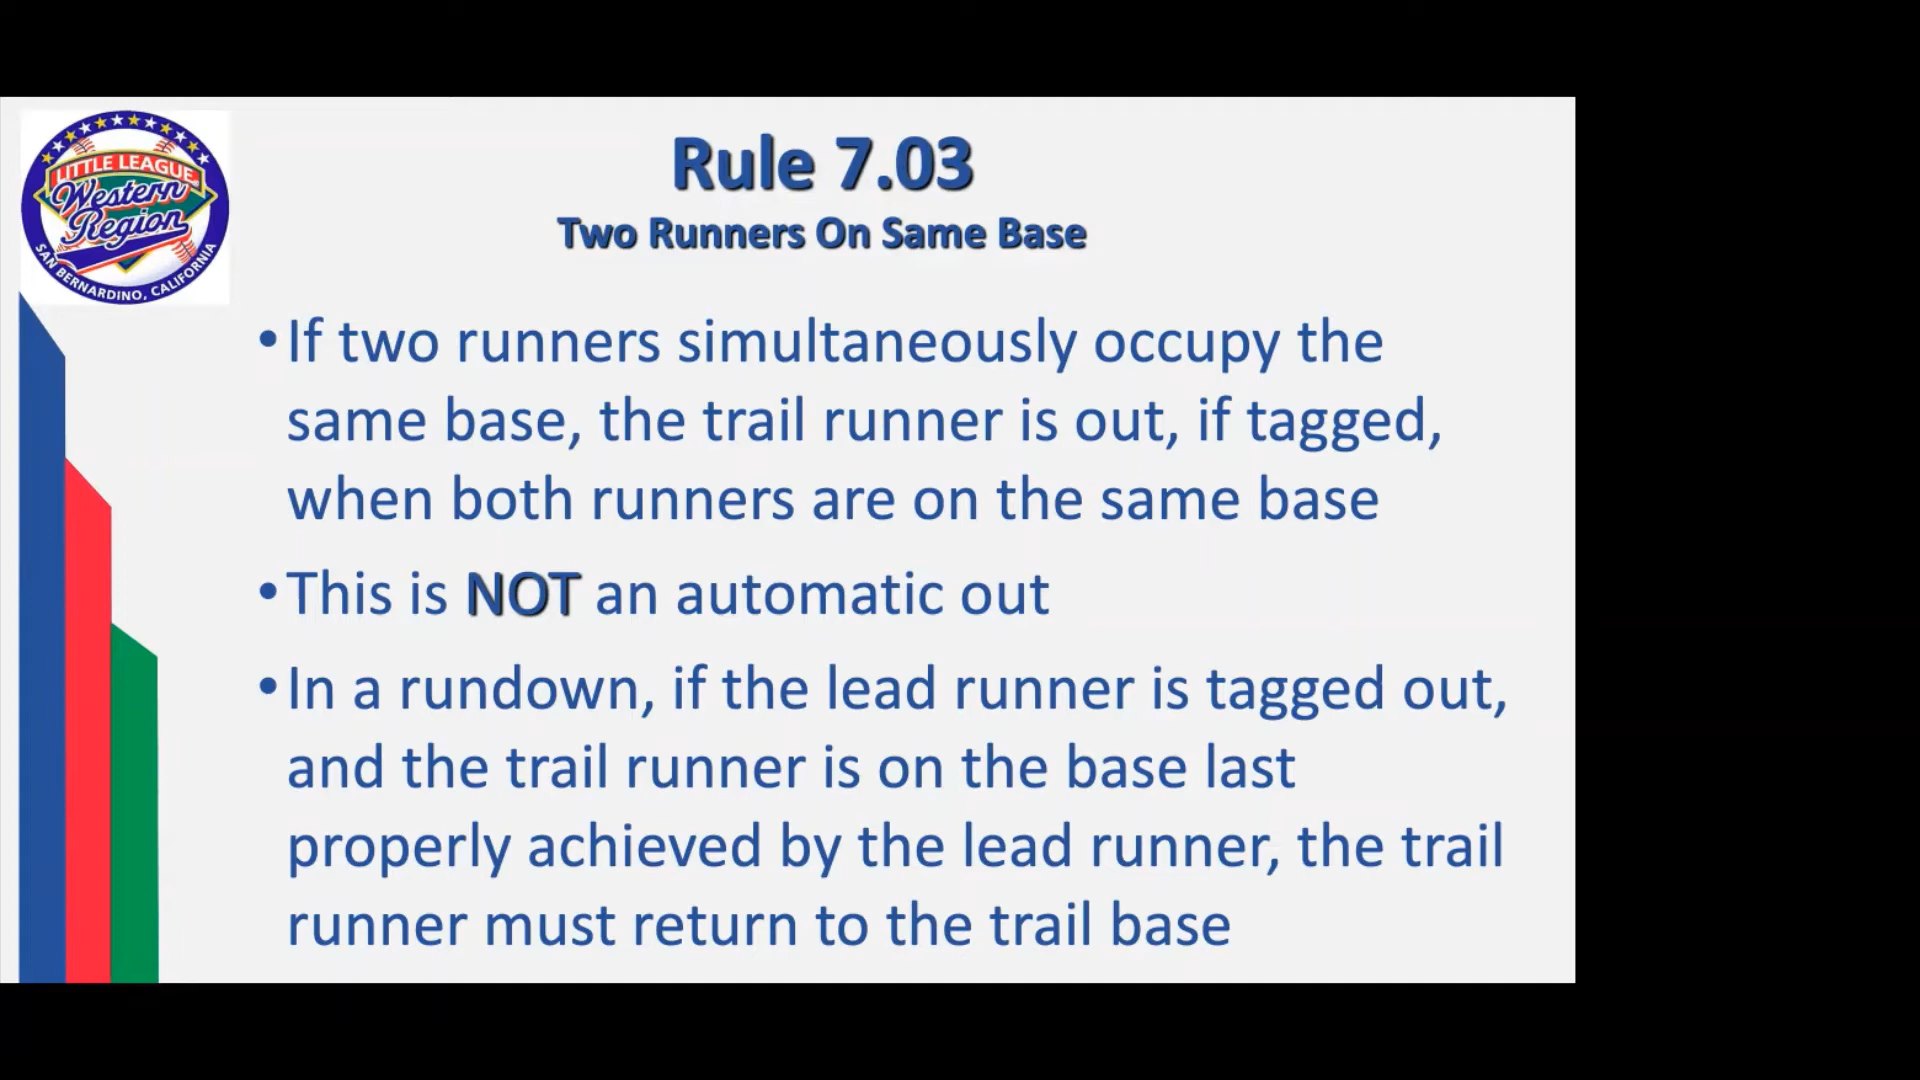 LITTLE LEAGUE
Western
Region
SAN BERNARDINO, CALIFORNIA
Rule 7.03
Two Runners On Same Base
•If two runners simultaneously occupy the
same base, the trail runner is out, if tagged,
when both runners are on the same base
•This is NOT an automatic out
•In a rundown, if the lead runner is tagged out,
and the trail runner is on the base last
properly achieved by the lead runner, the trail
runner must return to the trail base